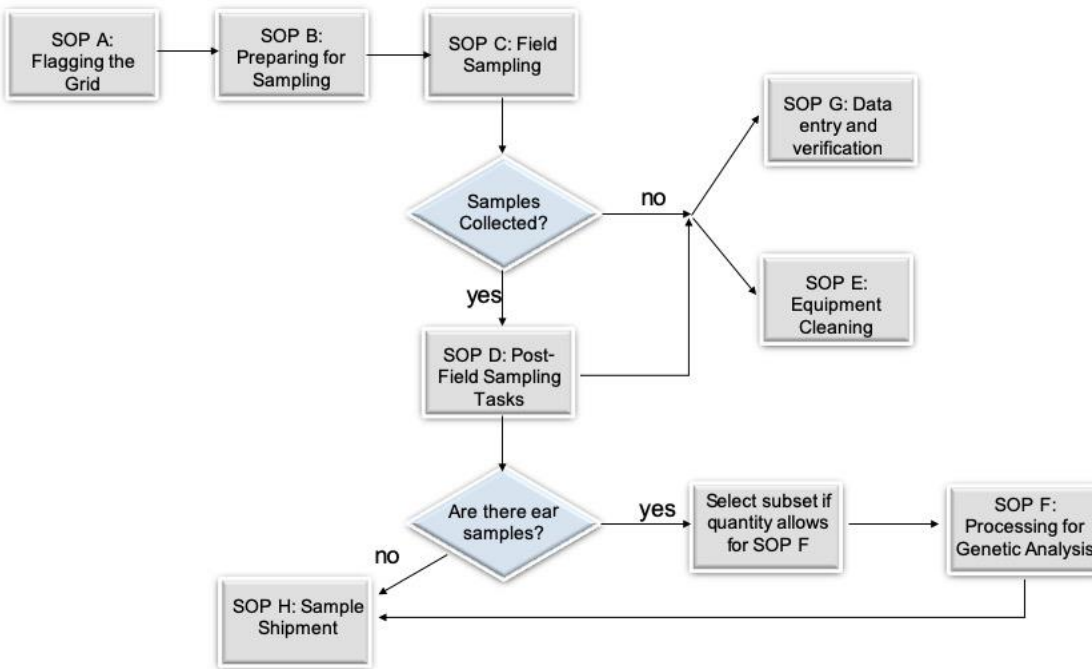 SOP A:
Flagging the
Grid
SOP B:
Preparing for
Sampling
SOP C: Field
Sampling
SOP G: Data
entry and
verification
Samples
Collected?
no
SOP E:
Equipment
Cleaning
yes
SOP D: Post-
Field Sampling
Tasks
Are there ear
samples?
yes
Select subset if
quantity allows
for SOP F
SOP F:
Processing for
Genetic Analysis
no
SOP H: Sample
Shipment